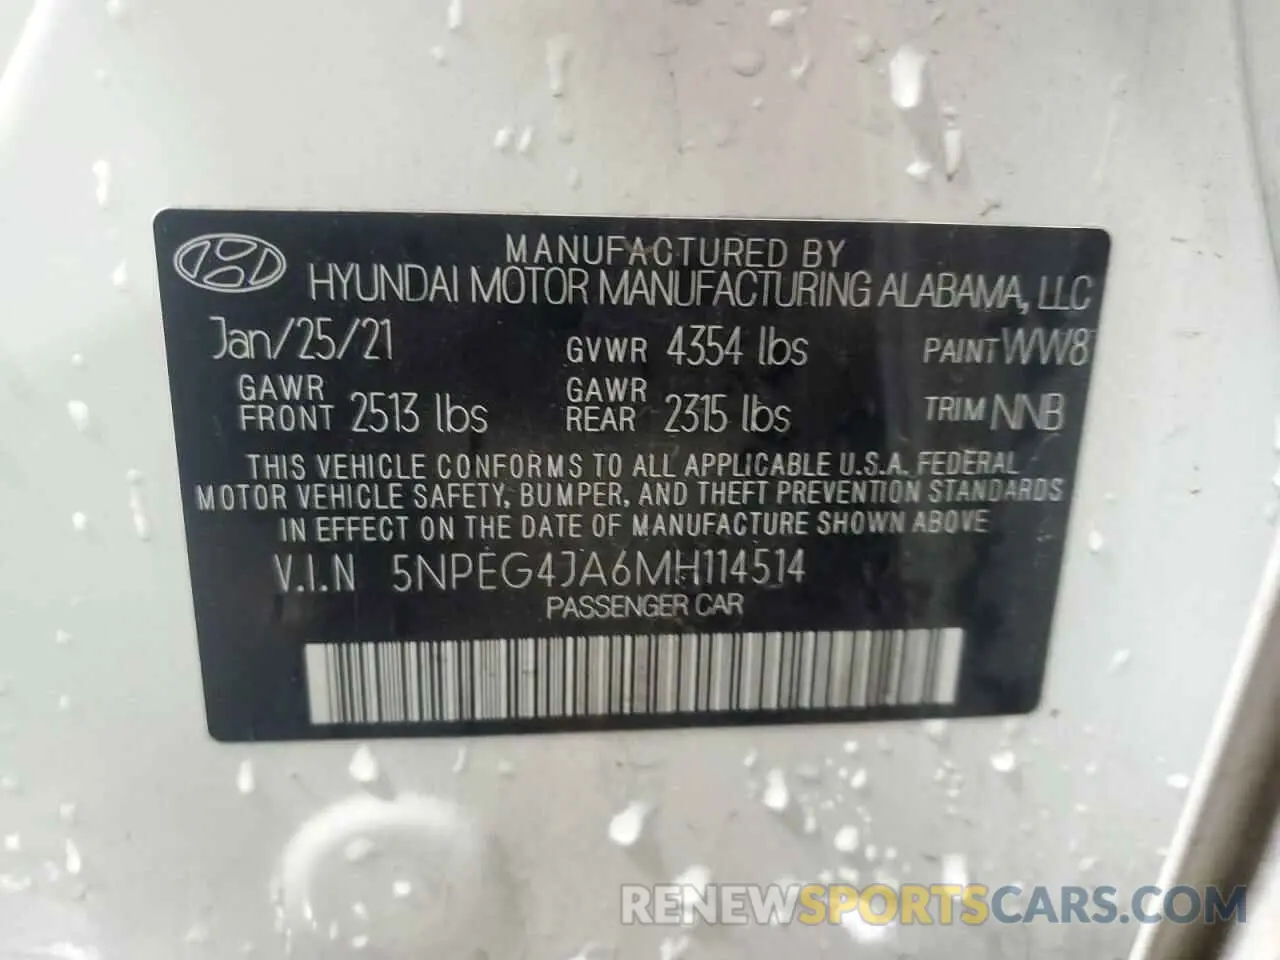 MANUFACTURED BY
HYUNDAI MOTOR MANUFACTURING ALABAMA, LLC
Jan/25/21 GVWR 4354 lbs PAINT WW8
GAWR FRONT 2513 lbs GAWR REAR 2315 lbs TRIM NNB
THIS VEHICLE CONFORMS TO ALL APPLICABLE U.S.A. FEDERAL
MOTOR VEHICLE SAFETY, BUMPER, AND THEFT PREVENTION STANDARDS
IN EFFECT ON THE DATE OF MANUFACTURE SHOWN ABOVE
V.I.N 5NPEG4JA6MH114514
PASSENGER CAR
RENEWSPORTSCARS.COM